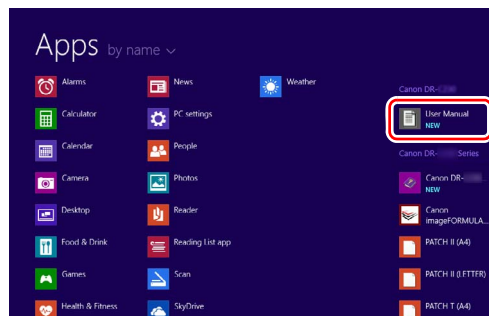 Apps by name
Alarms
Calculator
Calendar
Camera
Desktop
Food & Drink
Games
Health & Fitness
News
PC settings
People
Photos
Reader
Reading List app
Scan
SkyDrive
Weather
Canon DR-
User Manual
NEW
Canon DR- Series
Canon DR-
NEW
Canon
imageFORMULA...
PATCH II (A4)
PATCH II (LETTER)
PATCH T (A4)